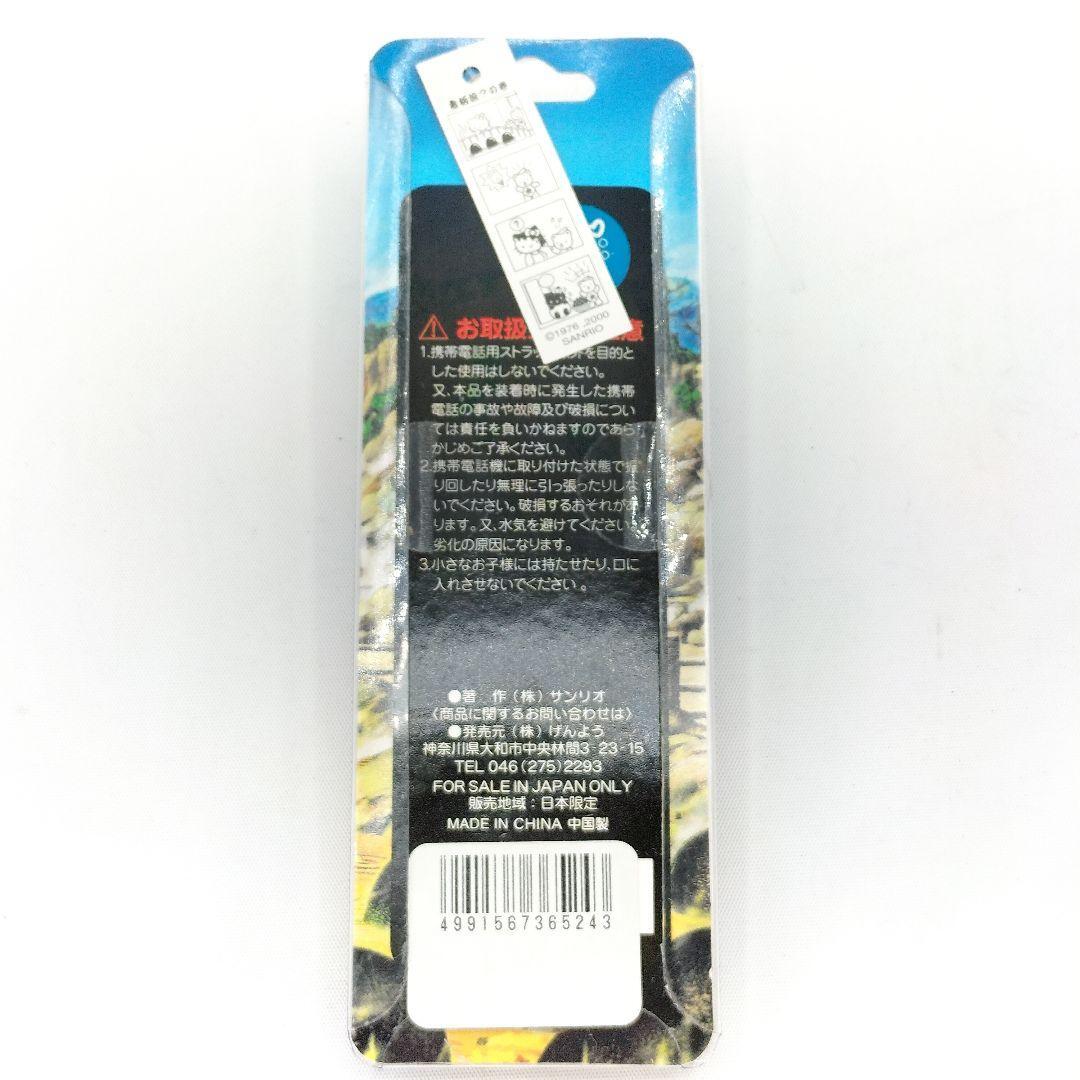 ©1976 ,2000
SANRIO
お取扱 意
1.携帯電話用ストラッ を目的と
した使用はしないでください。
又、本品を装着時に発生した携帯
電話の事故や故障及び破損につい
ては責任を負いかねますのであら
かじめご了承ください。
2.携帯電話機に取り付けた状態で
り回したり無理に引っ張ったりしな
いでください。破損するおそれがあ
ります。又、水気を避けてください。
劣化の原因になります。
3.小さなお子様には持たせたり、口に
入れさせないでください。
●著 作（株）サンリオ
〈商品に関するお問い合わせは〉
●発売元（株）げんよう
神奈川県大和市中央林間3-23-15
TEL 046(275)2293
FOR SALE IN JAPAN ONLY
販売地域：日本限定
MADE IN CHINA 中国製
4991567365243